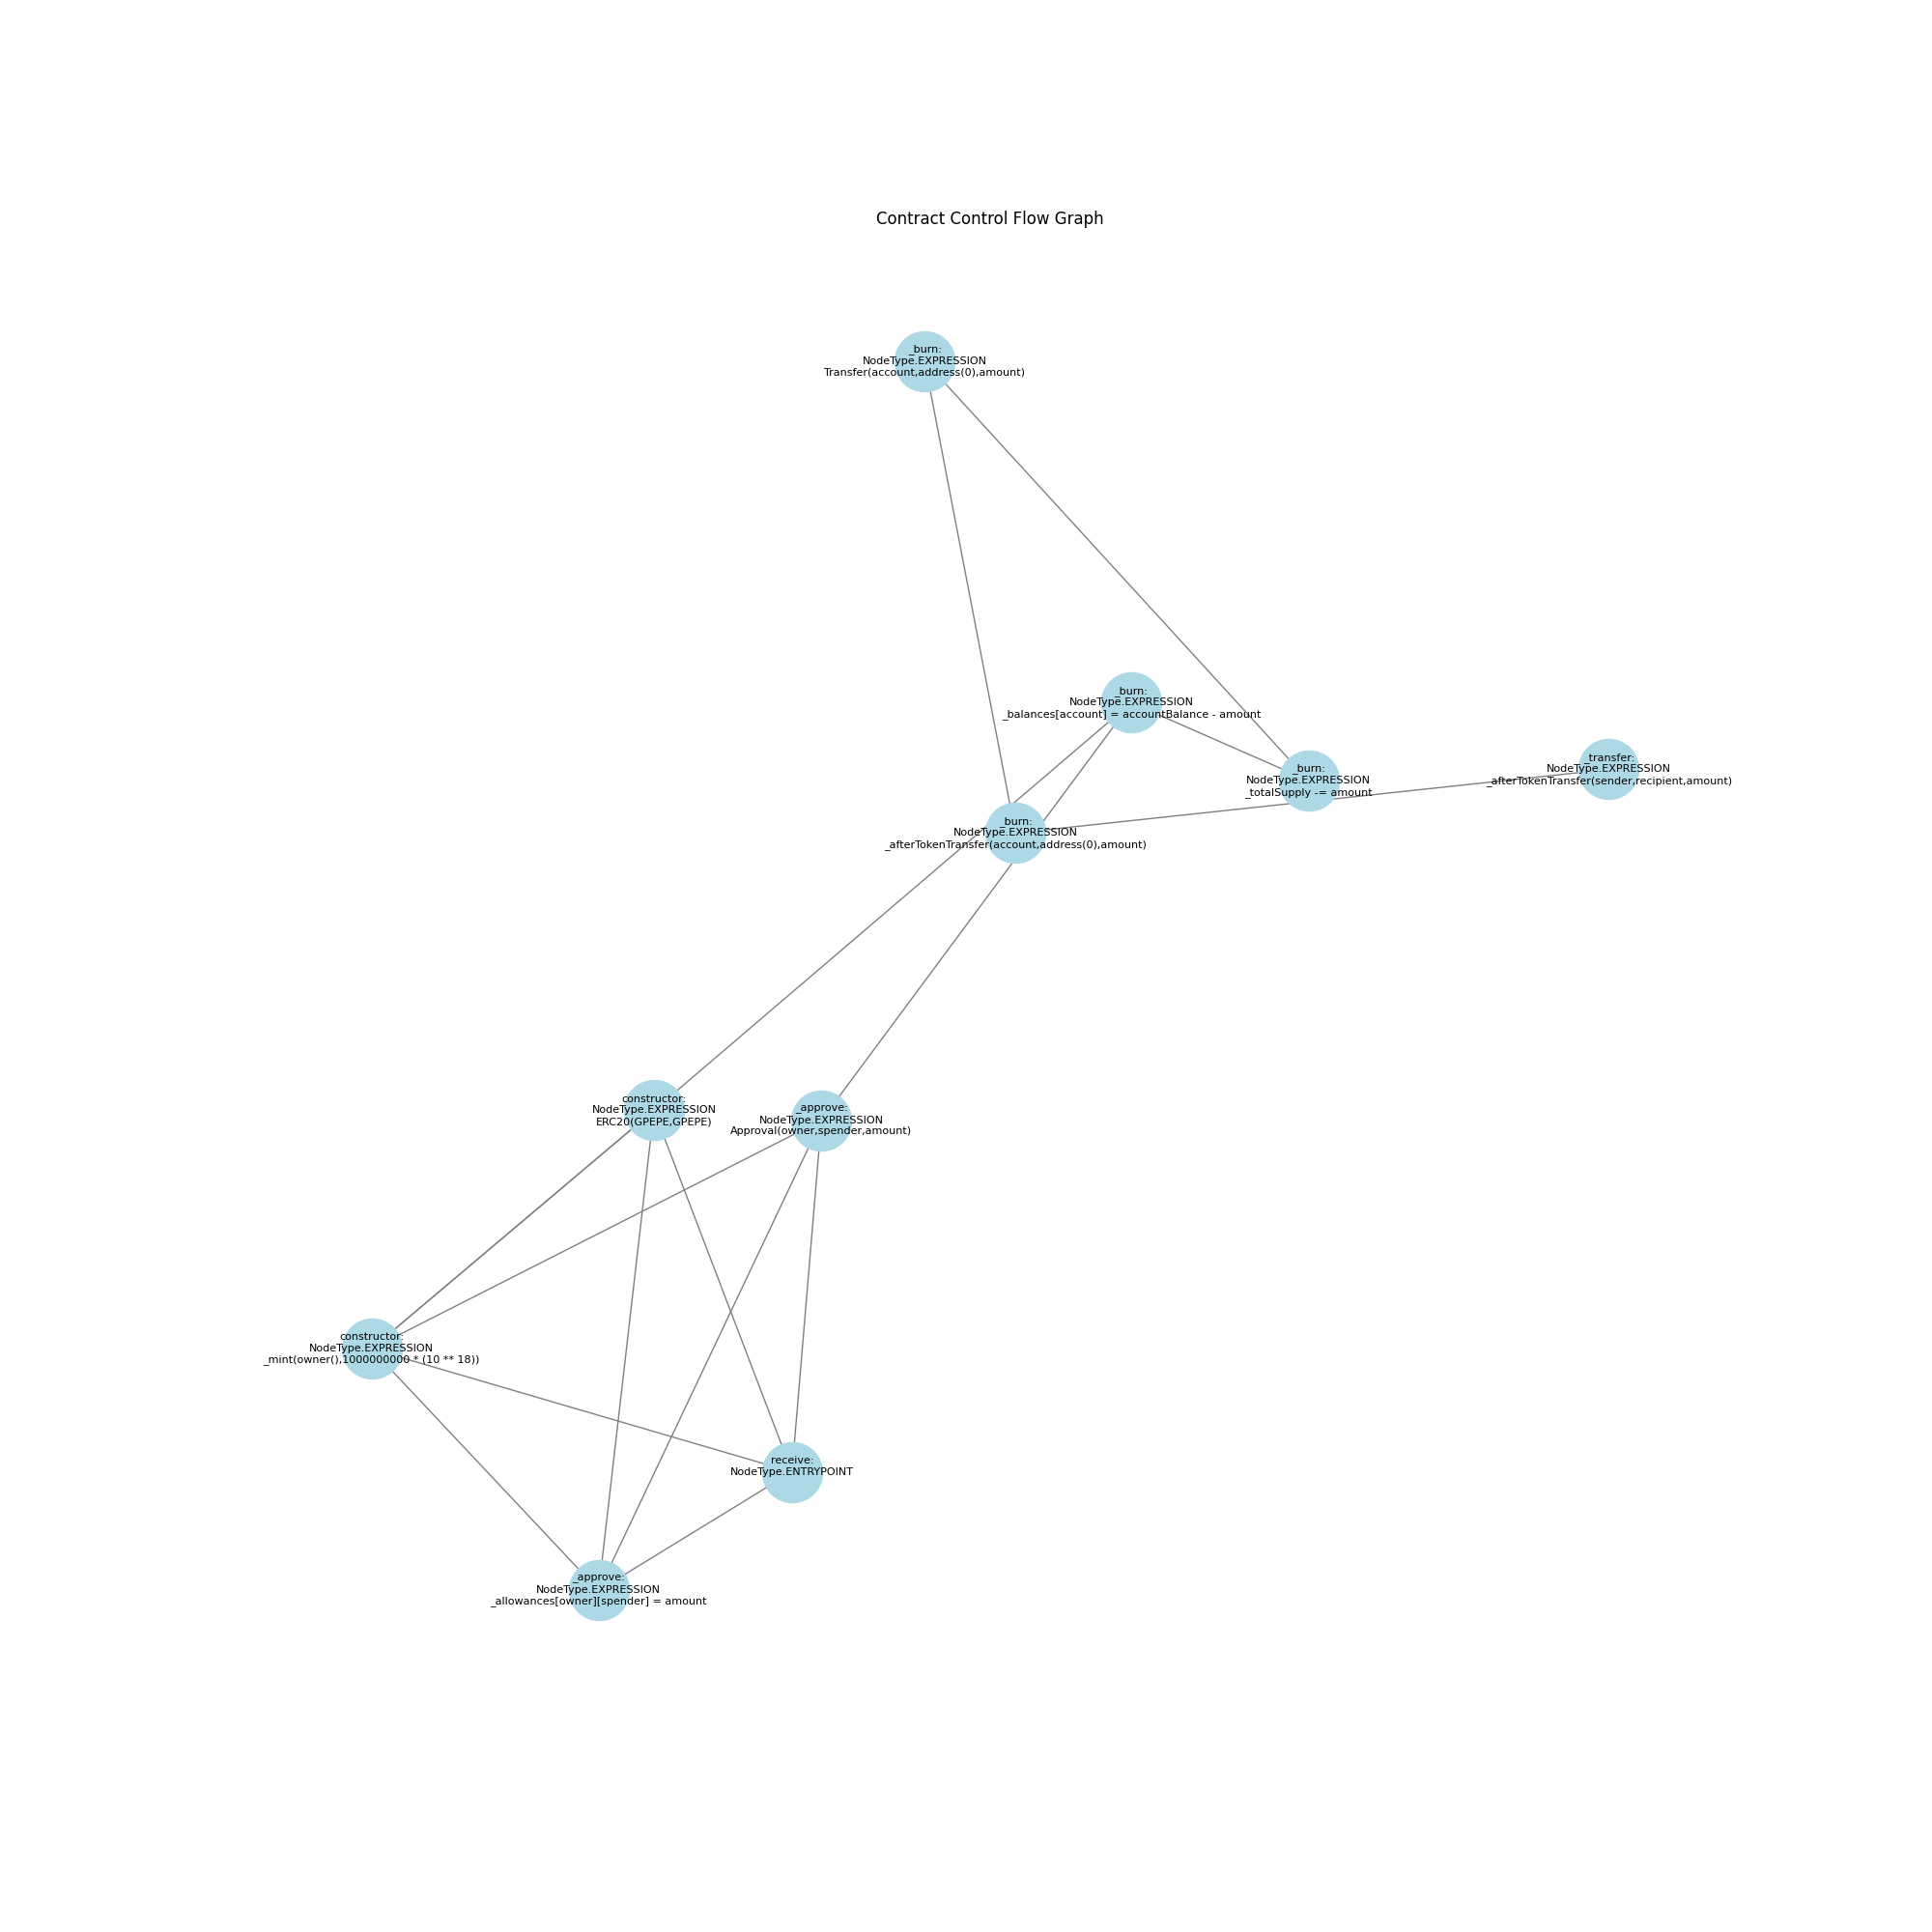 Contract Control Flow Graph
_burn:
NodeType.EXPRESSION
Transfer(account,address(0),amount)
_burn:
NodeType.EXPRESSION
_balances[account] = accountBalance - amount
_transfer:
NodeType.EXPRESSION
_afterTokenTransfer(sender,recipient,amount)
_burn:
NodeType.EXPRESSION
_totalSupply -= amount
_burn:
NodeType.EXPRESSION
_afterTokenTransfer(account,address(0),amount)
constructor:
NodeType.EXPRESSION
ERC20(GPEPE,GPEPE)
_approve:
NodeType.EXPRESSION
Approval(owner,spender,amount)
constructor:
NodeType.EXPRESSION
_mint(owner(),1000000000 * (10 ** 18))
receive:
NodeType.ENTRYPOINT
_approve:
NodeType.EXPRESSION
_allowances[owner][spender] = amount